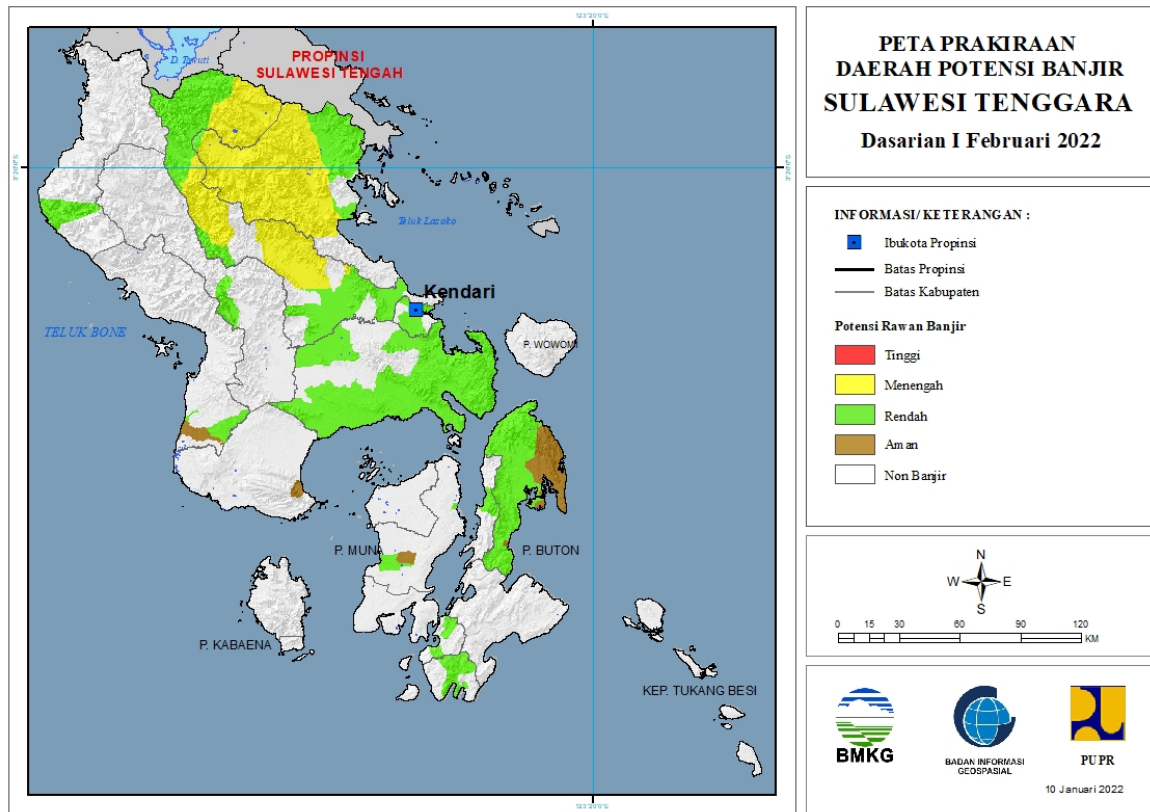 PETA PRAKIRAAN
DAERAH POTENSI BANJIR
SULAWESI TENGGARA
Dasarian I Februari 2022
INFORMASI/ KETERANGAN :
Ibukota Propinsi
Batas Propinsi
Batas Kabupaten
Potensi Rawan Banjir
Tinggi
Menengah
Rendah
Aman
Non Banjir
N
W E
S
0 15 30 60 90 120
KM
BMKG
BADAN INFORMASI
GEOSPASIAL
PUPR
10 Januari 2022
D. Towuti
PROPINSI
SULAWESI TENGAH
Teluk Lasolo
Kendari
TELUK BONE
P. WOWONI
P. MUNA
P. BUTON
P. KABAENA
KEP. TUKANG BESI